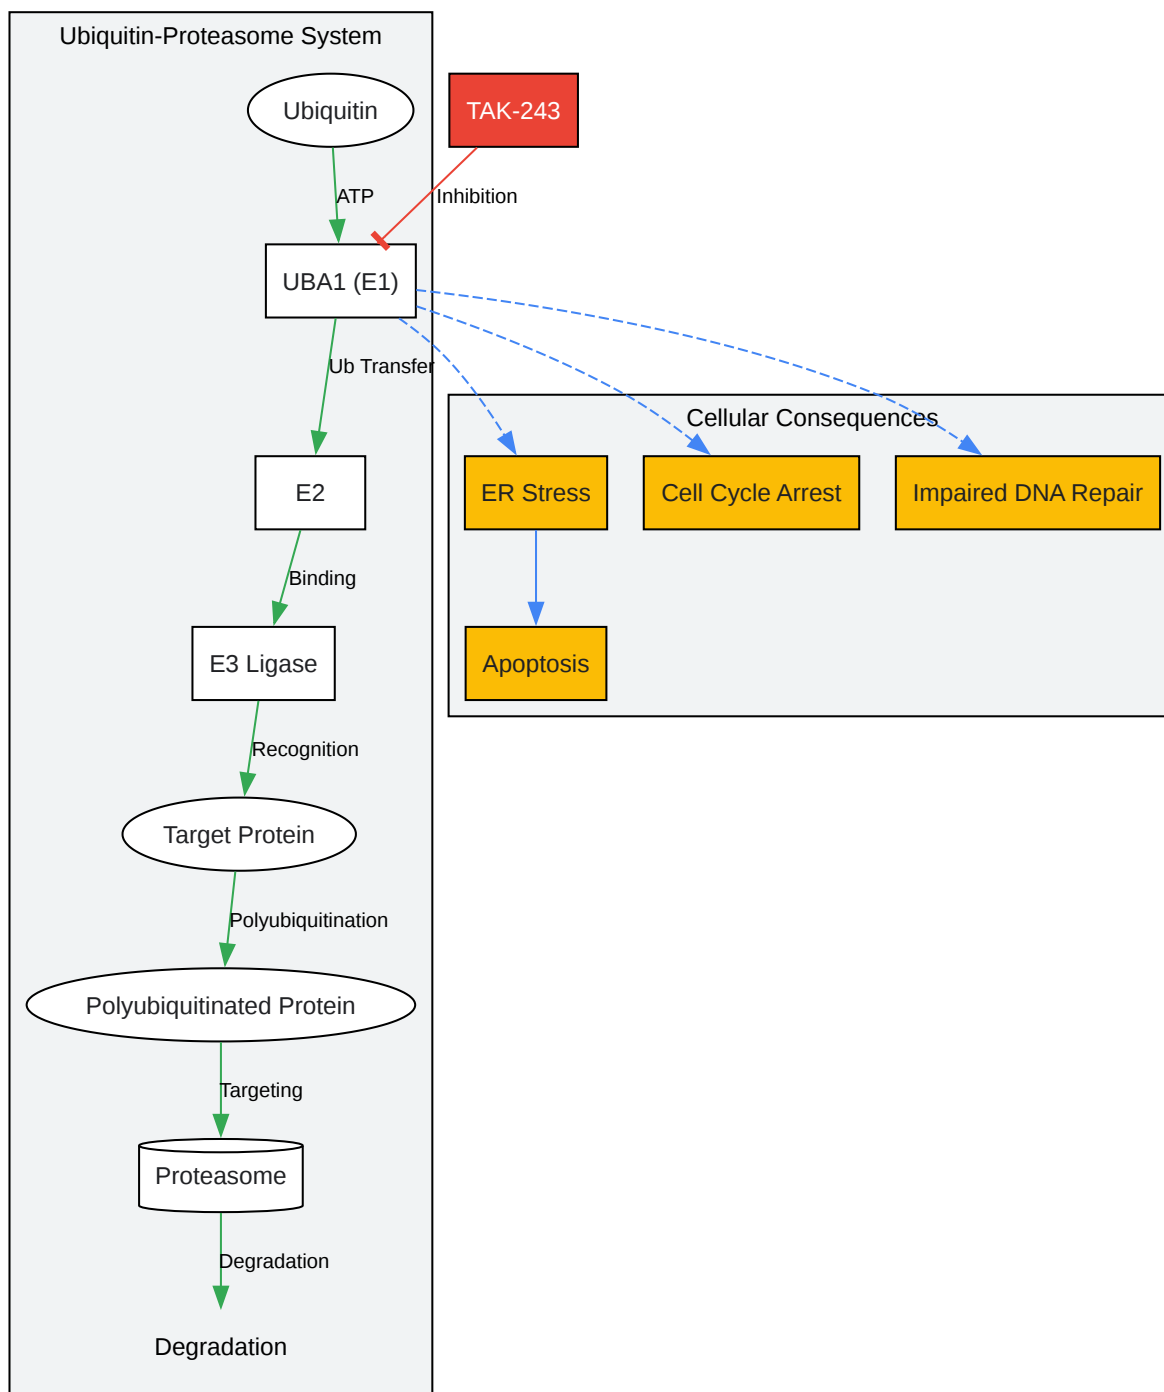 Ubiquitin-Proteasome System
Ubiquitin
TAK-243
ATP
Inhibition
UBA1 (E1)
Ub Transfer
Cellular Consequences
E2
ER Stress
Cell Cycle Arrest
Impaired DNA Repair
Binding
E3 Ligase
Apoptosis
Recognition
Target Protein
Polyubiquitination
Polyubiquitinated Protein
Targeting
Proteasome
Degradation
Degradation